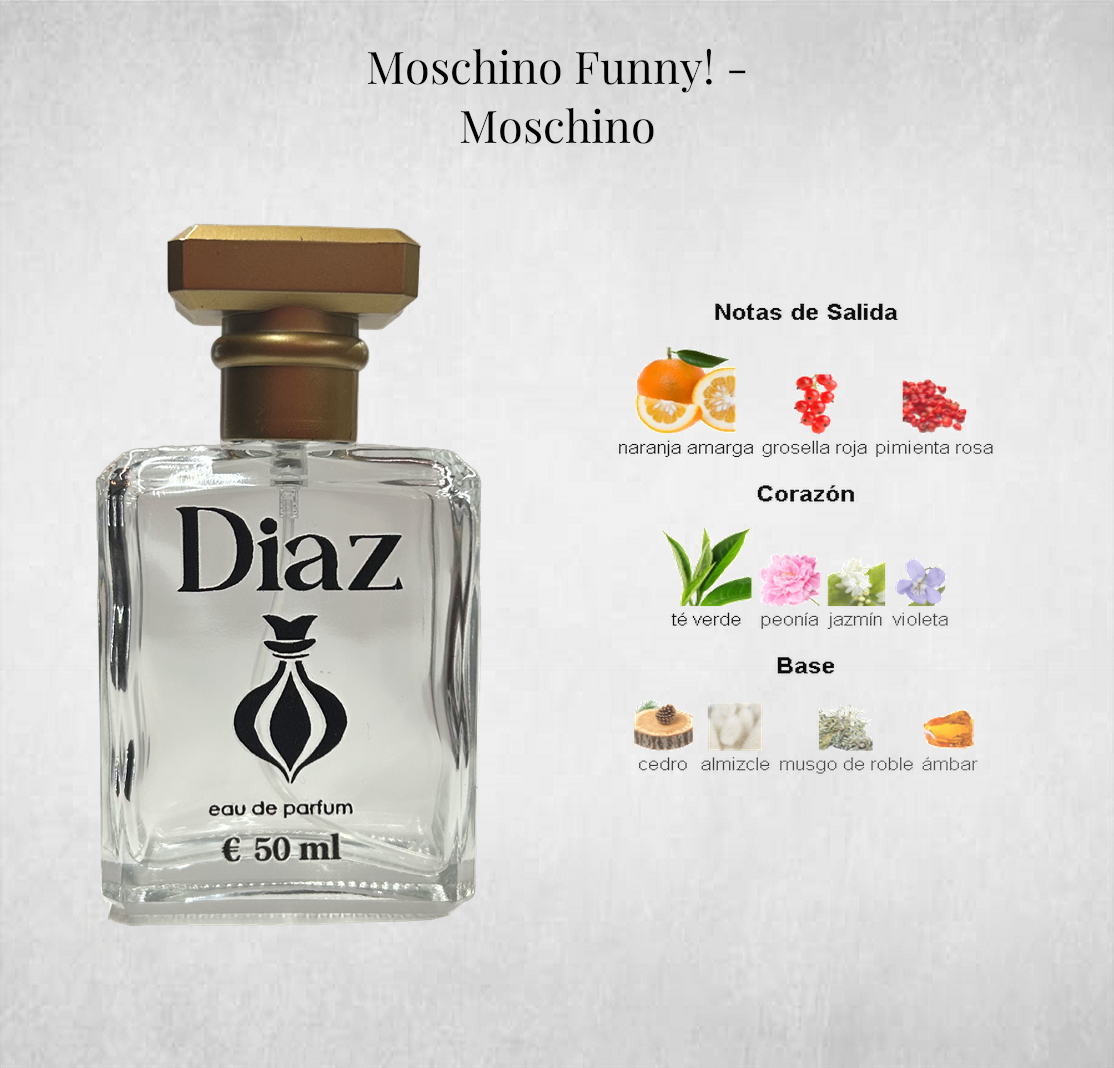 Moschino Funny! -
Moschino
Diaz
eau de parfum
€ 50 ml
Notas de Salida
naranja amarga grosella roja pimienta rosa
Corazón
té verde peonía jazmín violeta
Base
cedro almizcle musgo de roble ámbar